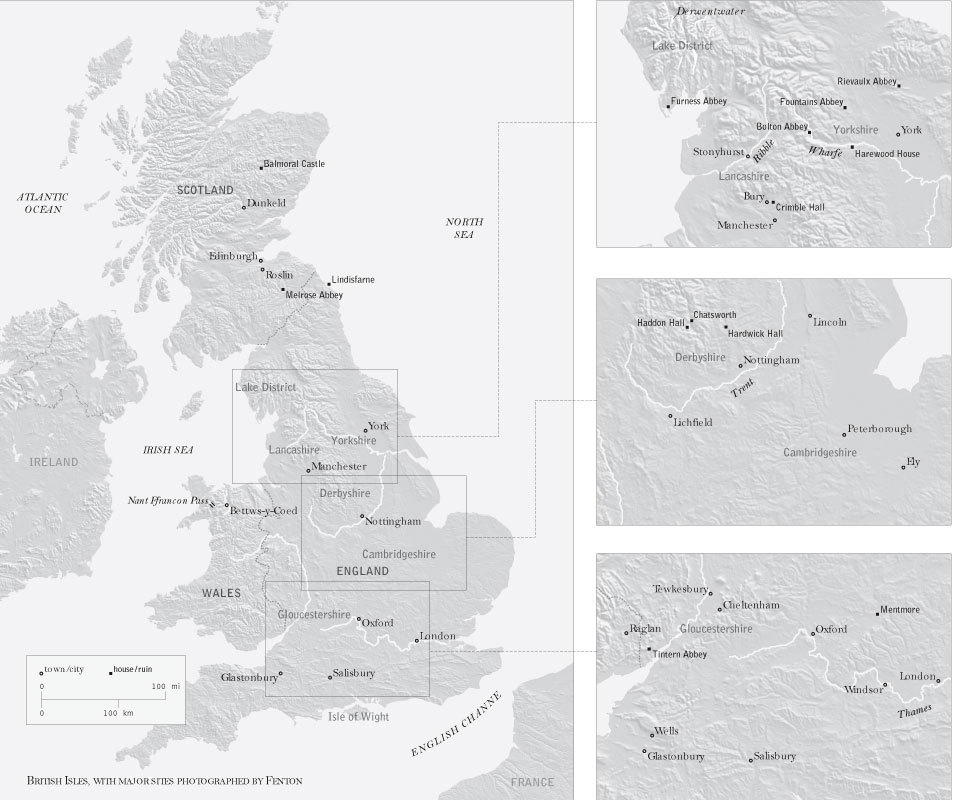 Balmoral Castle
SCOTLAND
ATLANTIC
OCEAN
Dunkeld
NORTH
SEA
Edinburgh
Roslin
Lindisfarne
Melrose Abbey
Lake District
York
Yorkshire
IRISH SEA
Lancashire
IRELAND
Manchester
Derbyshire
Nant Ffrancon Pass
Bettws-y-Coed
Nottingham
Cambridgeshire
ENGLAND
WALES
Gloucestershire
Oxford
London
Glastonbury
Salisbury
Isle of Wight
ENGLISH CHANNE
FRANCE
town/city
house/ruin
0 100 mi
0 100 km
BRITISH ISLES, WITH MAJOR SITES PHOTOGRAPHED BY FENTON
Derwentwater
Lake District
Rievaulx Abbey
Furness Abbey
Fountains Abbey
Bolton Abbey
Yorkshire
York
Stonyhurst
Ribble
Wharfe
Harewood House
Lancashire
Bury
Crimble Hall
Manchester
Chatsworth
Haddon Hall
Lincoln
Hardwick Hall
Derbyshire
Nottingham
Trent
Lichfield
Peterborough
Cambridgeshire
Ely
Tewkesbury
Cheltenham
Mentmore
Raglan
Gloucestershire
Oxford
Tintern Abbey
London
Windsor
Thames
Wells
Glastonbury
Salisbury